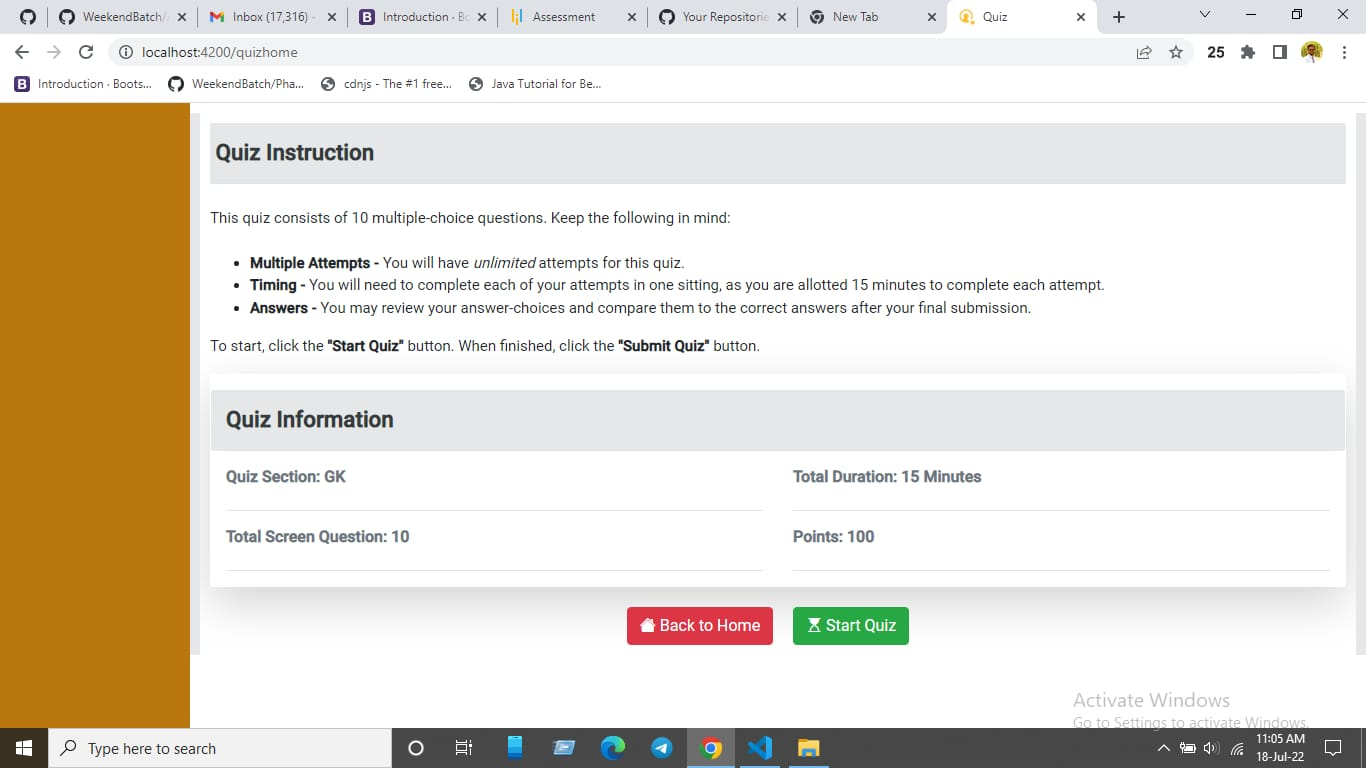 WeekendBatch/
Inbox (17,316) -
Introduction · Bo
Assessment
Your Repositorie
New Tab
Quiz
localhost:4200/quizhome
25
Introduction · Boots...
WeekendBatch/Pha...
cdnjs - The #1 free...
Java Tutorial for Be...
Quiz Instruction
This quiz consists of 10 multiple-choice questions. Keep the following in mind:
• Multiple Attempts - You will have unlimited attempts for this quiz.
• Timing - You will need to complete each of your attempts in one sitting, as you are allotted 15 minutes to complete each attempt.
• Answers - You may review your answer-choices and compare them to the correct answers after your final submission.
To start, click the "Start Quiz" button. When finished, click the "Submit Quiz" button.
Quiz Information
Quiz Section: GK
Total Duration: 15 Minutes
Total Screen Question: 10
Points: 100
Back to Home
Start Quiz
Activate Windows
Go to Settings to activate Windows.
Type here to search
11:05 AM
18-Jul-22